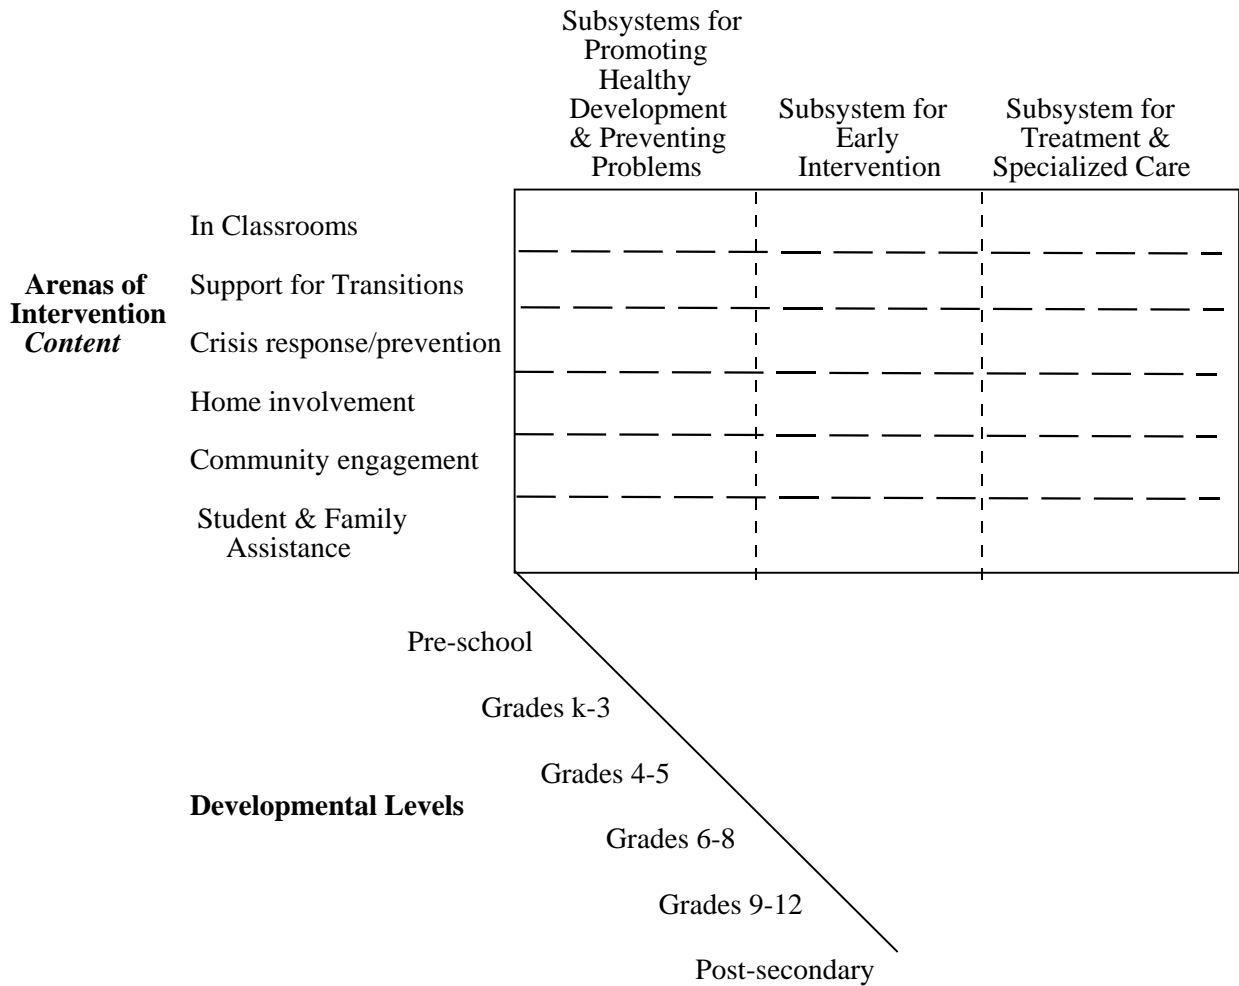 Subsystems for
Promoting
Healthy
Development
& Preventing
Problems
Subsystem for
Early
Intervention
Subsystem for
Treatment &
Specialized Care
Arenas of
Intervention
Content
In Classrooms
Support for Transitions
Crisis response/prevention
Home involvement
Community engagement
Student & Family
Assistance
Developmental Levels
Pre-school
Grades k-3
Grades 4-5
Grades 6-8
Grades 9-12
Post-secondary